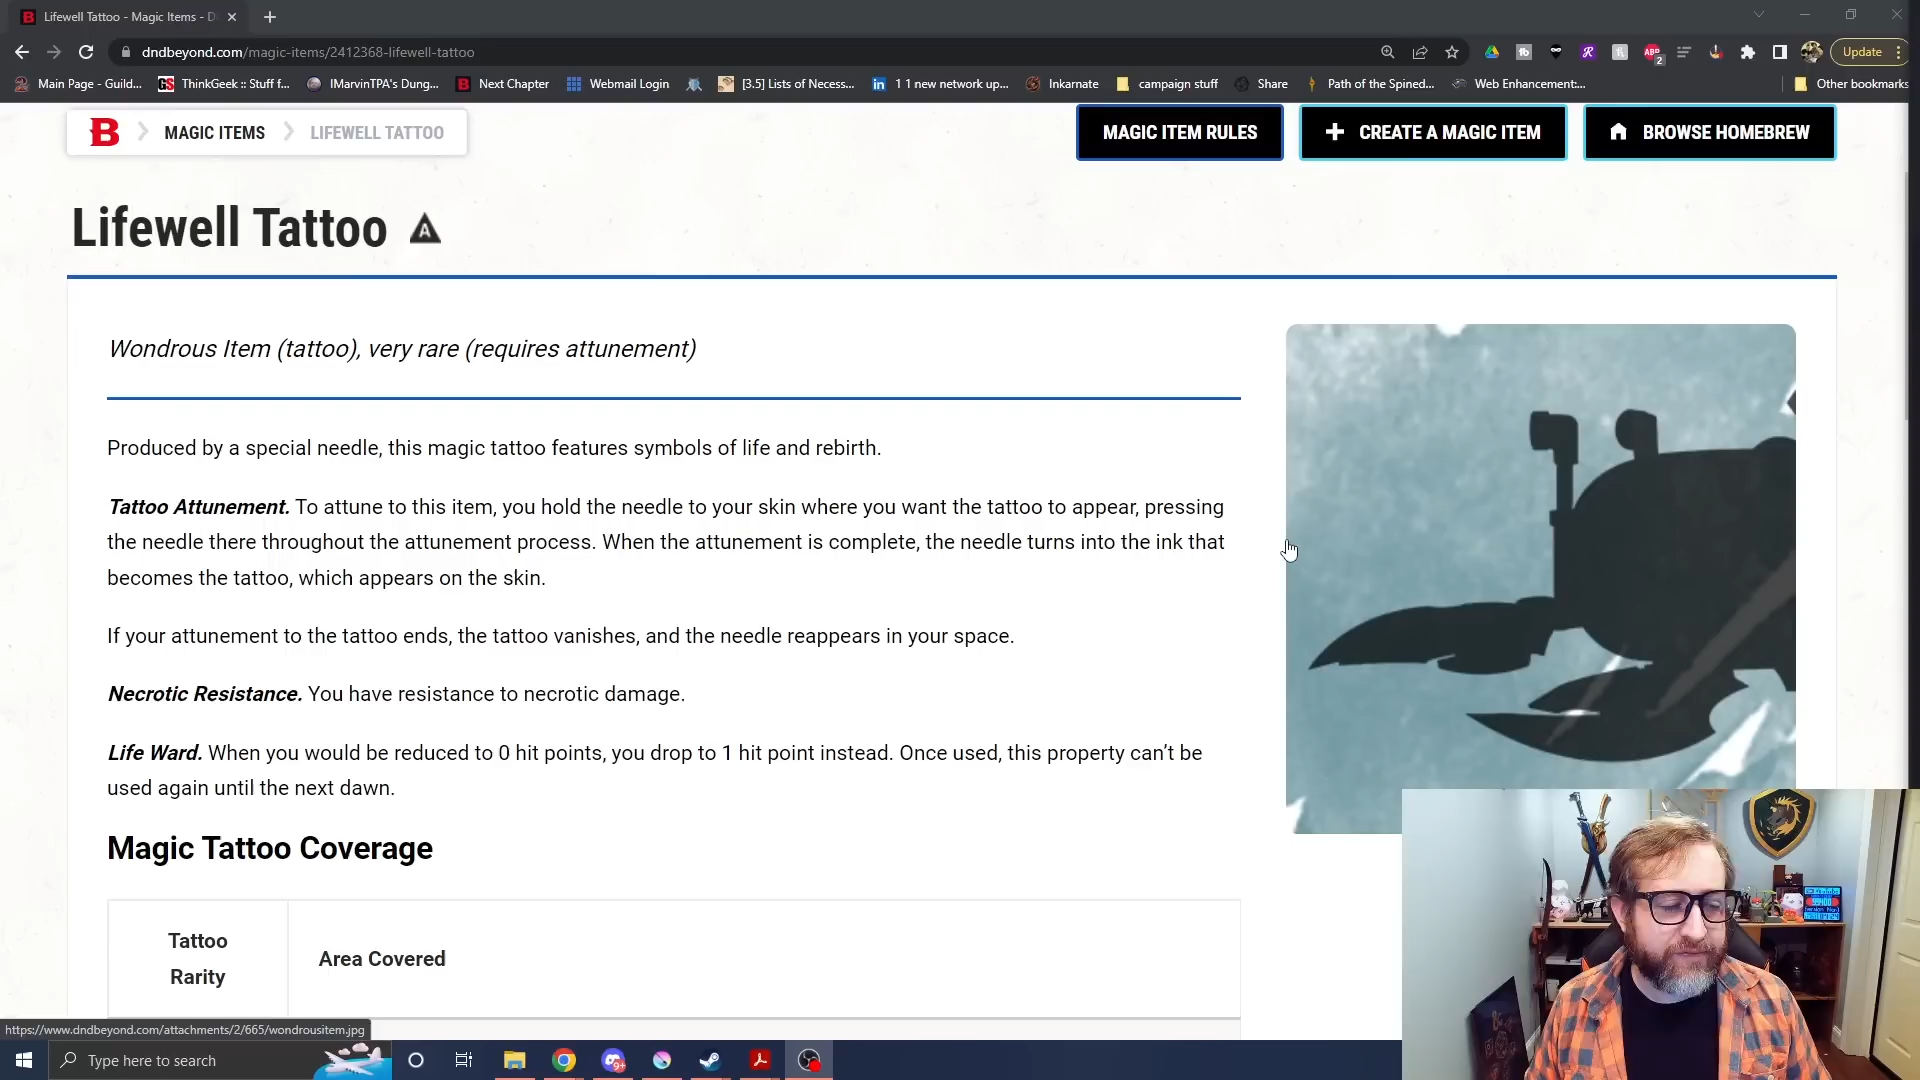 Lifewell Tattoo - Magic Items - D
dndbeyond.com/magic-items/2412368-lifewell-tattoo
Update
Main Page - Guild...
ThinkGeek :: Stuff f...
IMarvinTPA's Dung...
Next Chapter
Webmail Login
[3.5] Lists of Necess...
1 1 new network up...
Inkarnate
campaign stuff
Share
Path of the Spined...
Web Enhancement:...
Other bookmarks
B
MAGIC ITEMS
LIFEWELL TATTOO
MAGIC ITEM RULES
CREATE A MAGIC ITEM
BROWSE HOMEBREW
Lifewell Tattoo
A
Wondrous Item (tattoo), very rare (requires attunement)
Produced by a special needle, this magic tattoo features symbols of life and rebirth.
Tattoo Attunement. To attune to this item, you hold the needle to your skin where you want the tattoo to appear, pressing
the needle there throughout the attunement process. When the attunement is complete, the needle turns into the ink that
becomes the tattoo, which appears on the skin.
If your attunement to the tattoo ends, the tattoo vanishes, and the needle reappears in your space.
Necrotic Resistance. You have resistance to necrotic damage.
Life Ward. When you would be reduced to 0 hit points, you drop to 1 hit point instead. Once used, this property can’t be
used again until the next dawn.
Magic Tattoo Coverage
Tattoo
Rarity
Area Covered
https://www.dndbeyond.com/attachments/2/665/wondrousitem.jpg
Type here to search